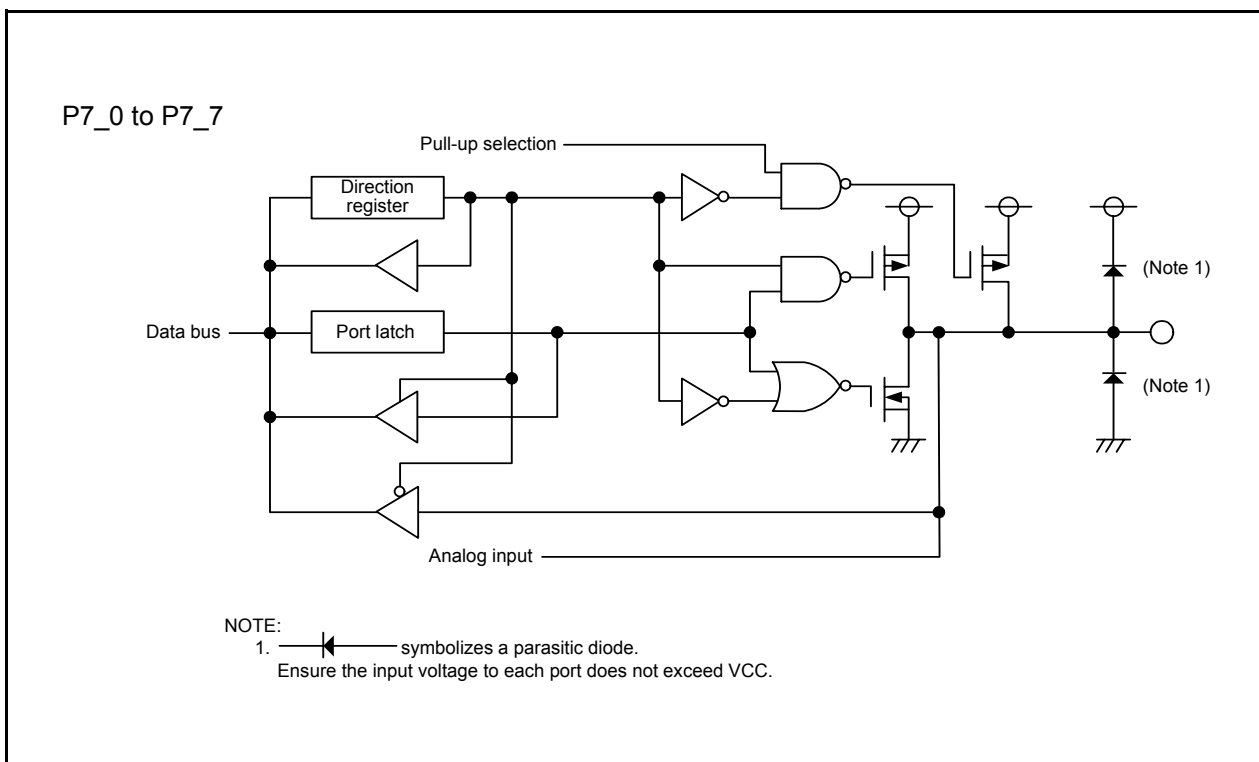 P7_0 to P7_7
Pull-up selection
Direction
register
(Note 1)
Data bus
Port latch
(Note 1)
Analog input
NOTE:
1. symbolizes a parasitic diode.
Ensure the input voltage to each port does not exceed VCC.